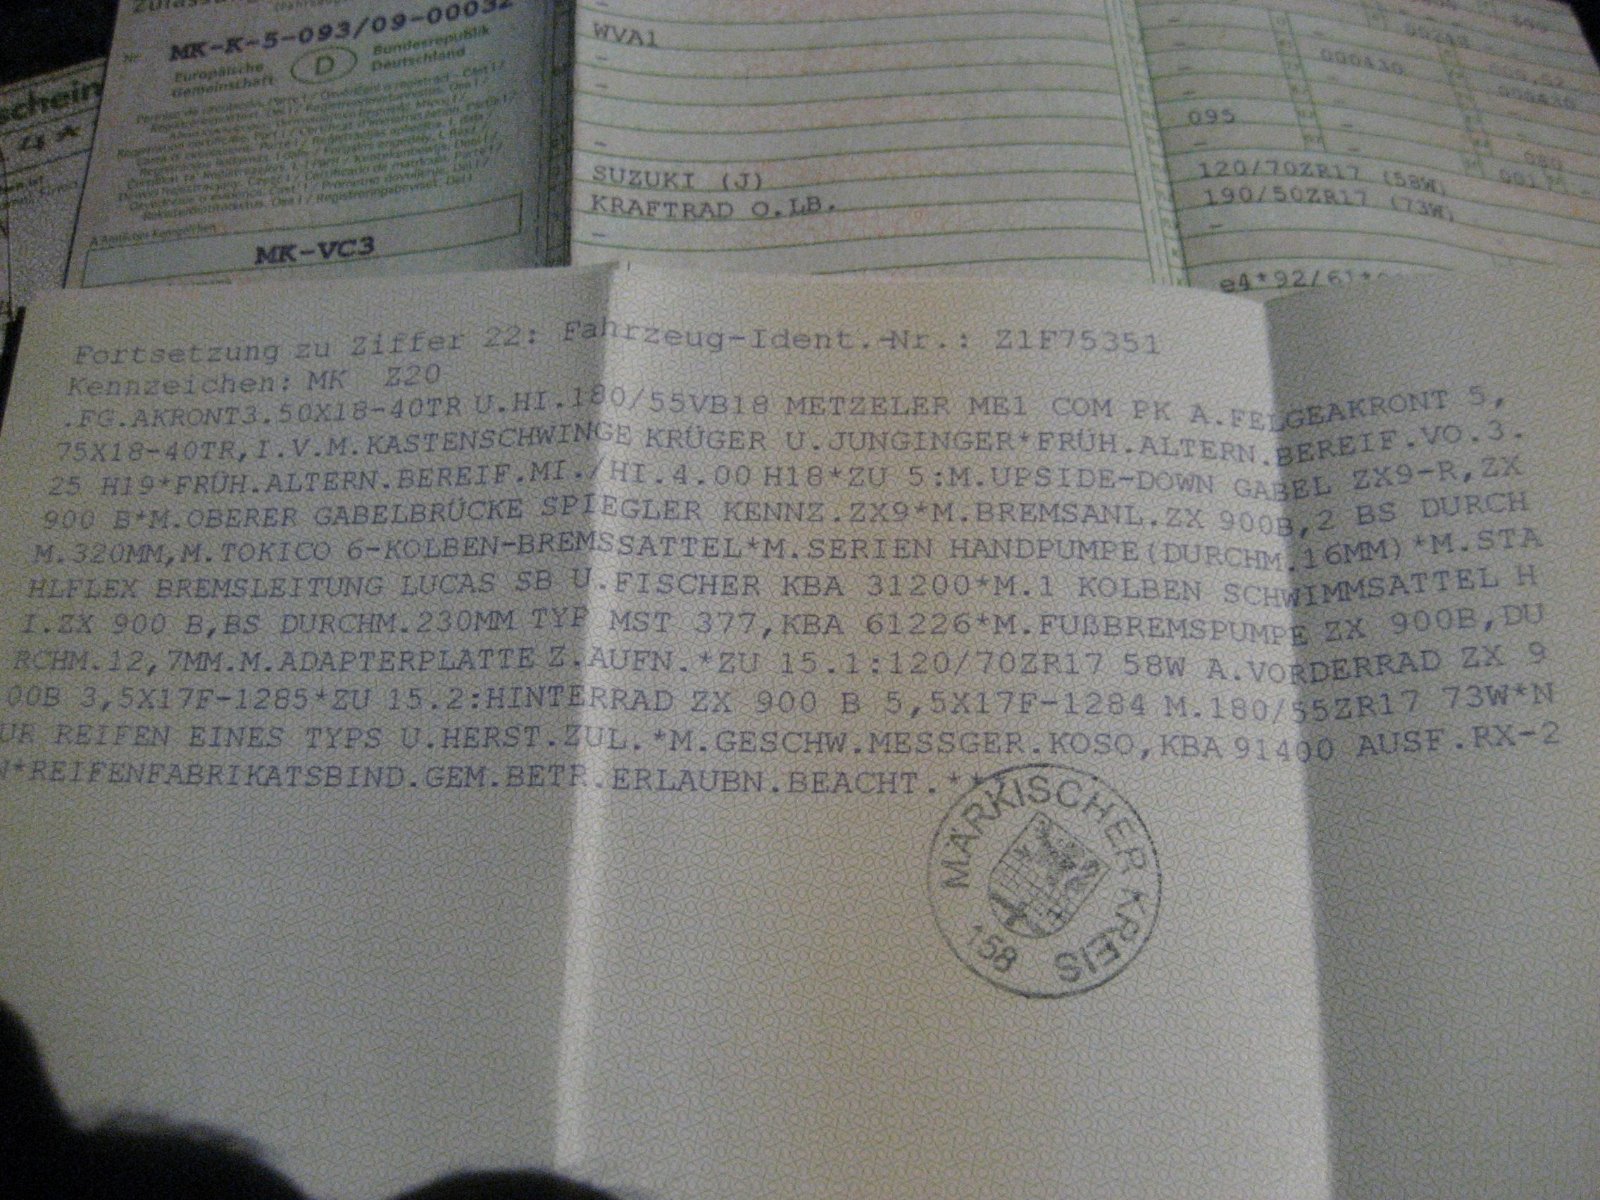 schein
MK-K-5-093/09-00032
Europäische Gemeinschaft
D
Bundesrepublik Deutschland
MK-VC3
WVA1
-
-
-
SUZUKI (J)
KRAFTRAD O.LB.
-
095
120/70ZR17 (58W)
190/50ZR17 (73W)
-
e4*92/61*
Fortsetzung zu Ziffer 22: Fahrzeug-Ident.-Nr.: Z1F75351
Kennzeichen: MK Z20
.FG.AKRONT3.50X18-40TR U.HI.180/55VB18 METZELER ME1 COM PK A.FELGEAKRONT 5,
75X18-40TR,I.V.M.KASTENSCHWINGE KRÜGER U.JUNGINGER*FRÜH.ALTERN.BEREIF.VO.3.
25 H19*FRÜH.ALTERN.BEREIF.MI./HI.4.00 H18*ZU 5:M.UPSIDE-DOWN GABEL ZX9-R,ZX
900 B*M.OBERER GABELBRÜCKE SPIEGLER KENNZ.ZX9*M.BREMSANL.ZX 900B,2 BS DURCH
M.320MM,M.TOKICO 6-KOLBEN-BREMSSATTEL*M.SERIEN HANDPUMPE(DURCHM.16MM)*M.STA
HLFLEX BREMSLEITUNG LUCAS SB U.FISCHER KBA 31200*M.1 KOLBEN SCHWIMMSATTEL H
I.ZX 900 B,BS DURCHM.230MM TYP MST 377,KBA 61226*M.FUßBREMSPUMPE ZX 900B,DU
RCHM.12,7MM.M.ADAPTERPLATTE Z.AUFN.*ZU 15.1:120/70ZR17 58W A.VORDERRAD ZX 9
00B 3,5X17F-1285*ZU 15.2:HINTERRAD ZX 900 B 5,5X17F-1284 M.180/55ZR17 73W*N
UR REIFEN EINES TYPS U.HERST.ZUL.*M.GESCHW.MESSGER.KOSO,KBA 91400 AUSF.RX-2
N*REIFENFABRIKATSBIND.GEM.BETR.ERLAUBN.BEACHT.**
MÄRKISCHER KREIS
158